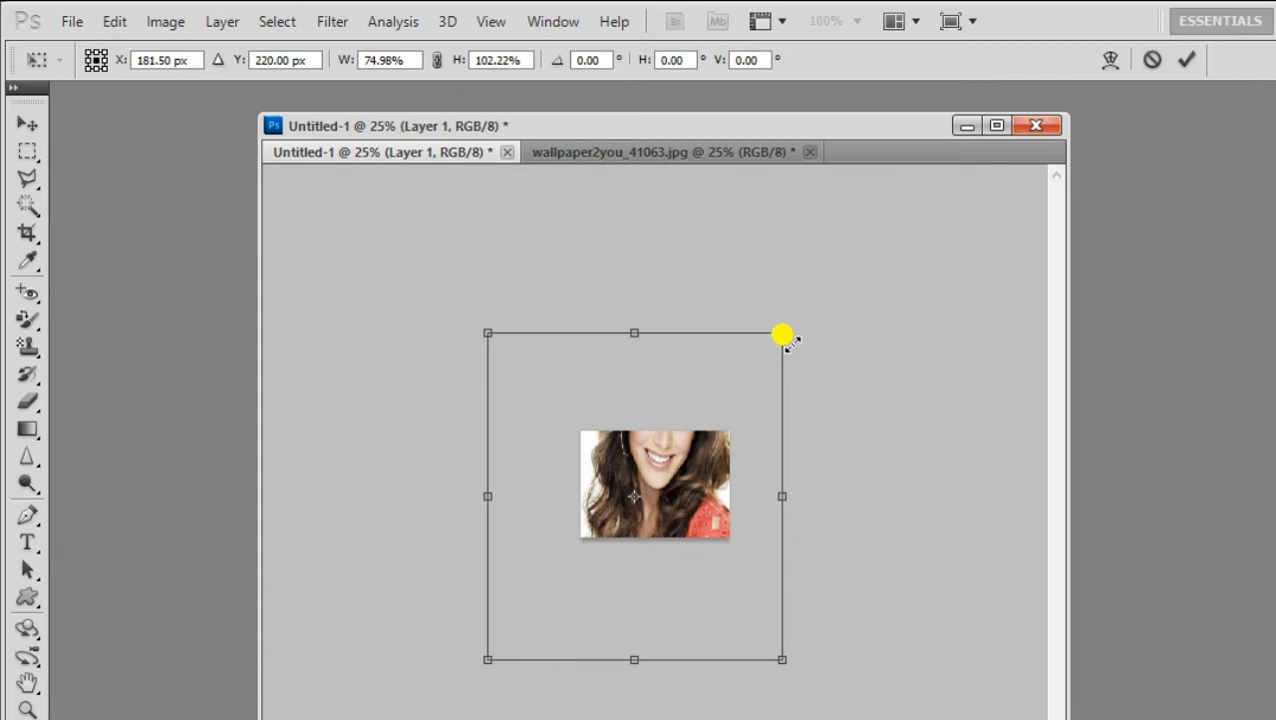 Ps File Edit Image Layer Select Filter Analysis 3D View Window Help Br Mb 100% ESSENTIALS
X: 181.50 px Y: 220.00 px W: 74.98% H: 102.22% 0.00 ° H: 0.00 ° V: 0.00 °
Ps Untitled-1 @ 25% (Layer 1, RGB/8) *
Untitled-1 @ 25% (Layer 1, RGB/8) * wallpaper2you_41063.jpg @ 25% (RGB/8) *